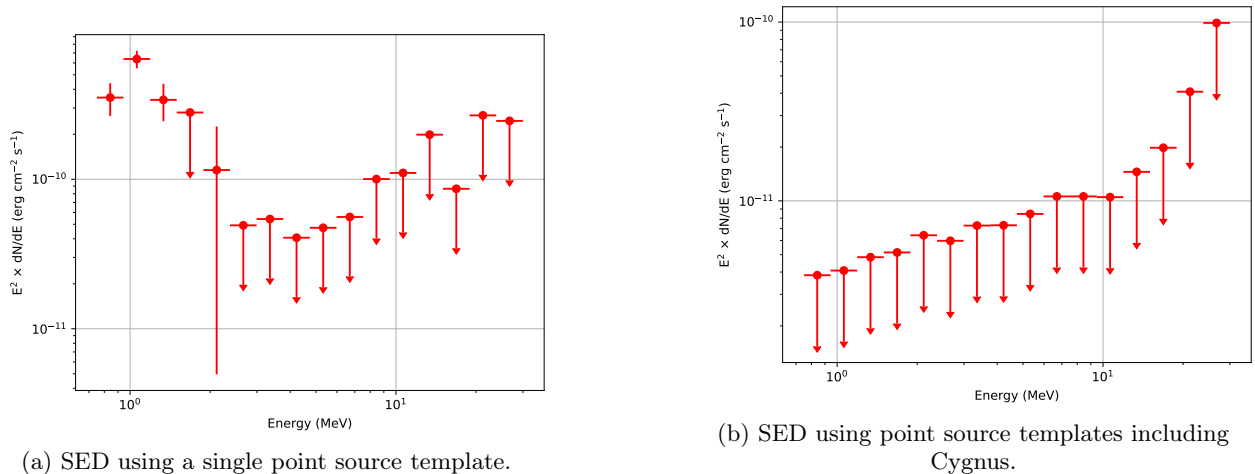 E² × dN/dE (erg cm⁻² s⁻¹)
10⁻¹⁰
10⁻¹¹
10⁰
10¹
Energy (MeV)
(a) SED using a single point source template.
E² × dN/dE (erg cm⁻² s⁻¹)
10⁻¹⁰
10⁻¹¹
10⁰
10¹
Energy (MeV)
(b) SED using point source templates including
Cygnus.